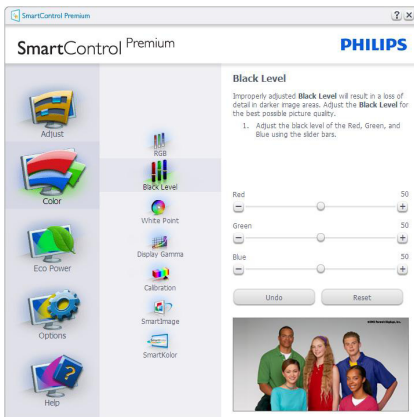 SmartControl Premium
? x
SmartControl Premium
PHILIPS
Adjust
Color
Eco Power
Options
Help
RGB
Black Level
White Point
Display Gamma
Calibration
SmartImage
SmartKolor
Black Level
Improperly adjusted Black Level will result in a loss of
detail in darker image areas. Adjust the Black Level for
the best possible picture quality.
1. Adjust the black level of the Red, Green, and
Blue using the slider bars.
Red 50
Green 50
Blue 50
Undo Reset